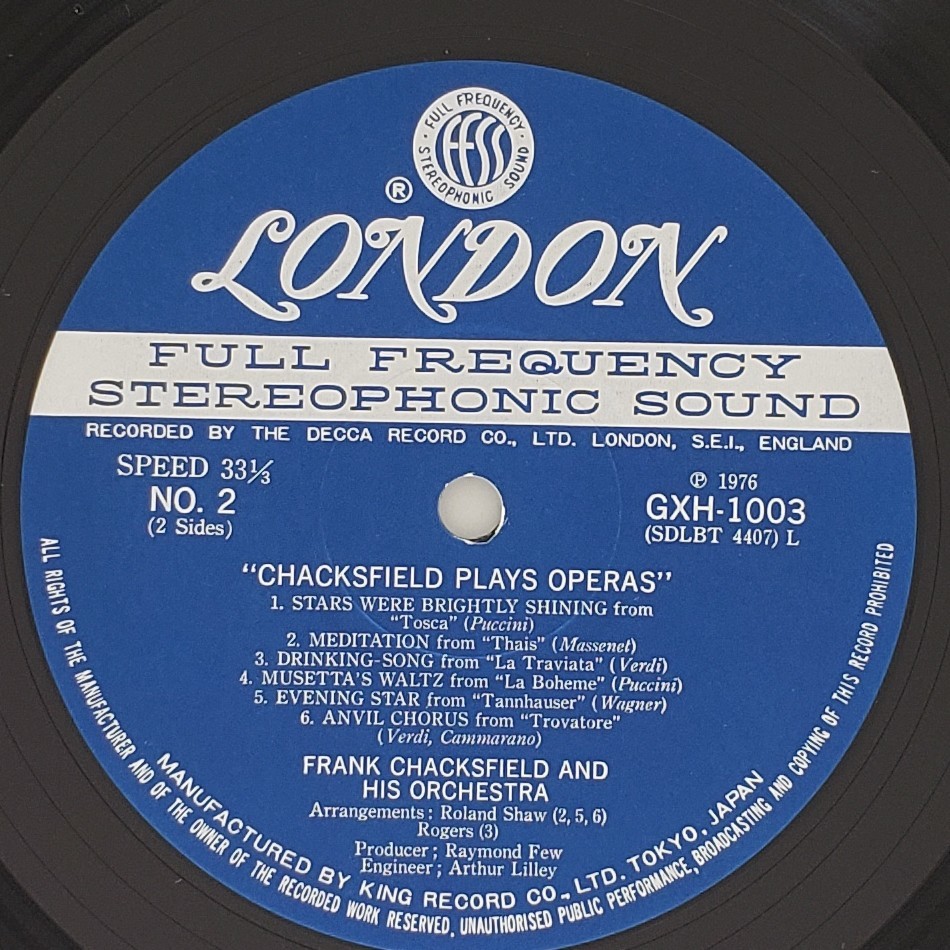 · FULL FREQUENCY ·
STEREOPHONIC SOUND
FFSS
®
LONDON
FULL FREQUENCY
STEREOPHONIC SOUND
RECORDED BY THE DECCA RECORD CO., LTD. LONDON, S.E.I., ENGLAND
SPEED 33⅓
NO. 2
(2 Sides)
℗ 1976
GXH-1003
(SDLBT 4407) L
"CHACKSFIELD PLAYS OPERAS"
1. STARS WERE BRIGHTLY SHINING from
"Tosca" (Puccini)
2. MEDITATION from "Thais" (Massenet)
3. DRINKING-SONG from "La Traviata" (Verdi)
4. MUSETTA'S WALTZ from "La Boheme" (Puccini)
5. EVENING STAR from "Tannhauser" (Wagner)
6. ANVIL CHORUS from "Trovatore"
(Verdi, Cammarano)
FRANK CHACKSFIELD AND
HIS ORCHESTRA
Arrangements; Roland Shaw (2, 5, 6)
Rogers (3)
Producer; Raymond Few
Engineer; Arthur Lilley
MANUFACTURED BY KING RECORD CO., LTD. TOKYO, JAPAN
ALL RIGHTS OF THE MANUFACTURER AND OF THE OWNER OF THE RECORDED WORK RESERVED. UNAUTHORISED PUBLIC PERFORMANCE, BROADCASTING AND COPYING OF THIS RECORD PROHIBITED